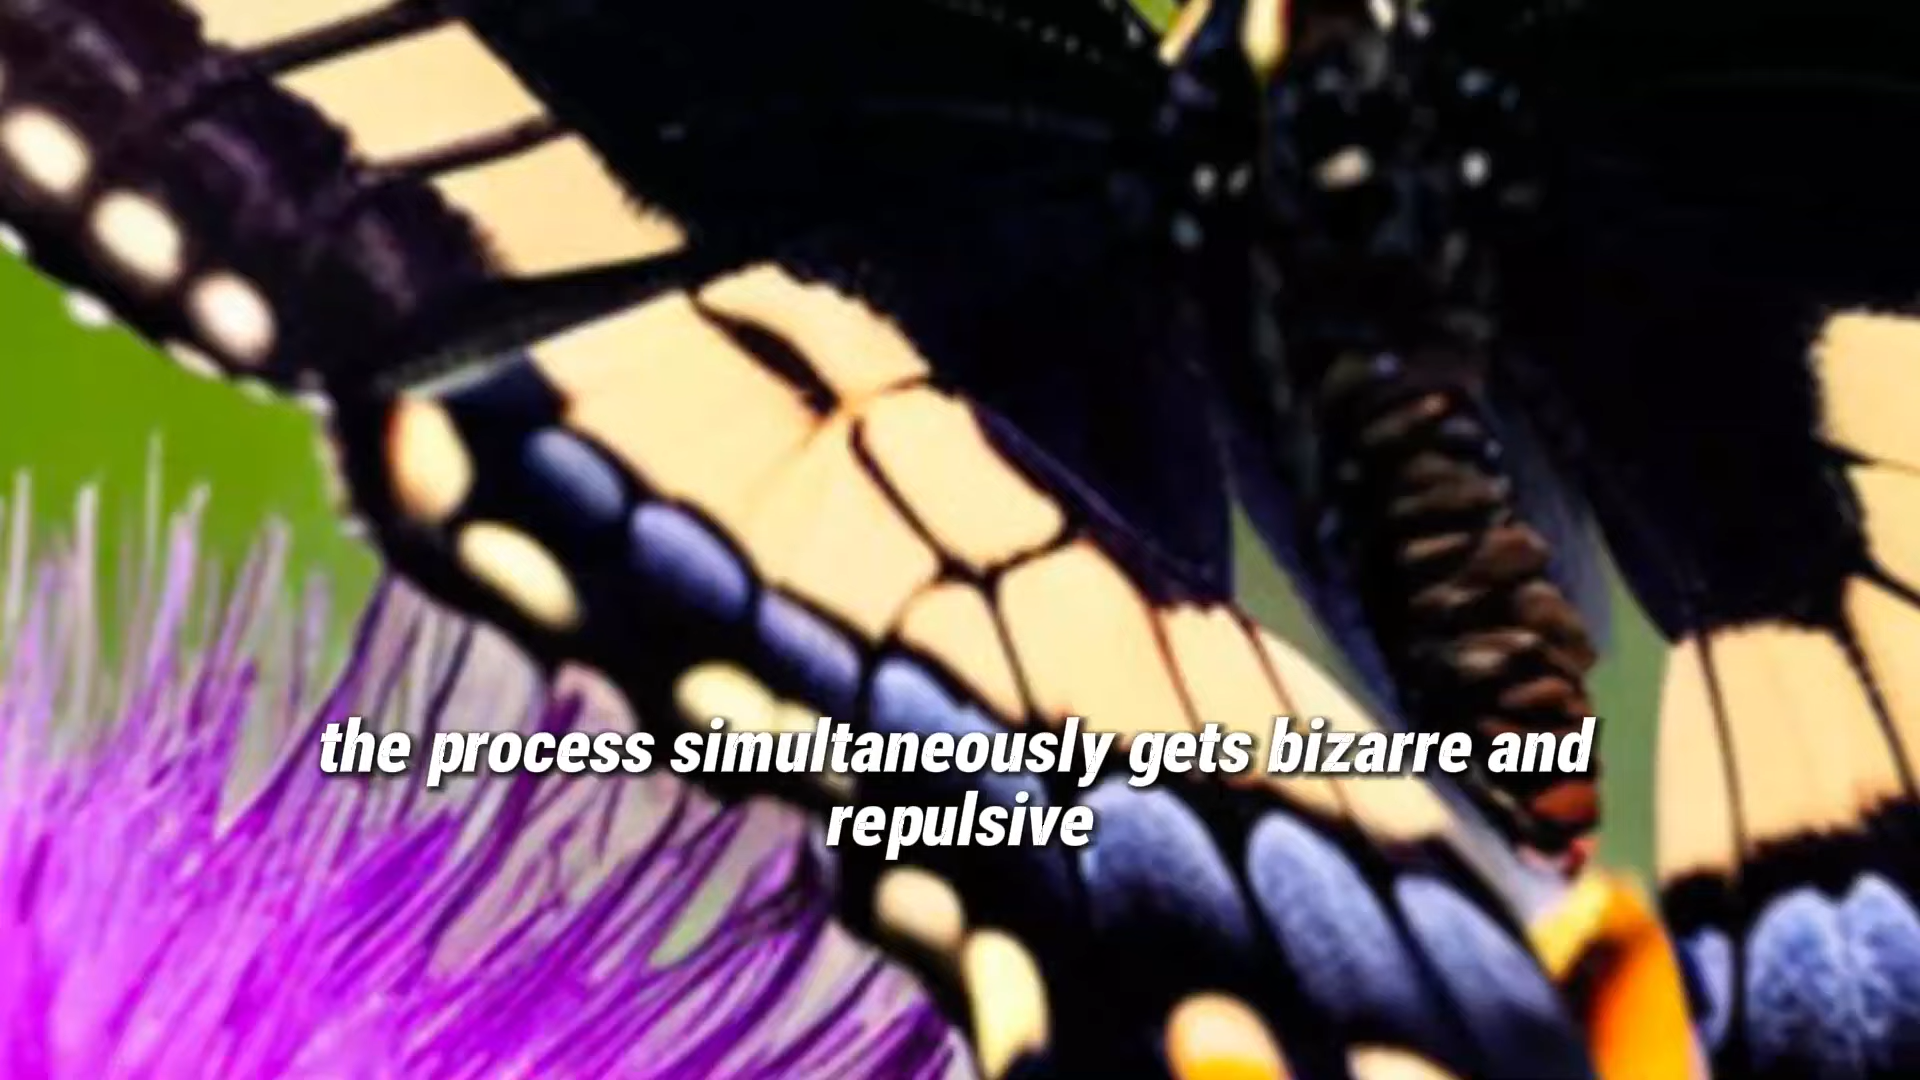 the process simultaneously gets bizarre and
repulsive